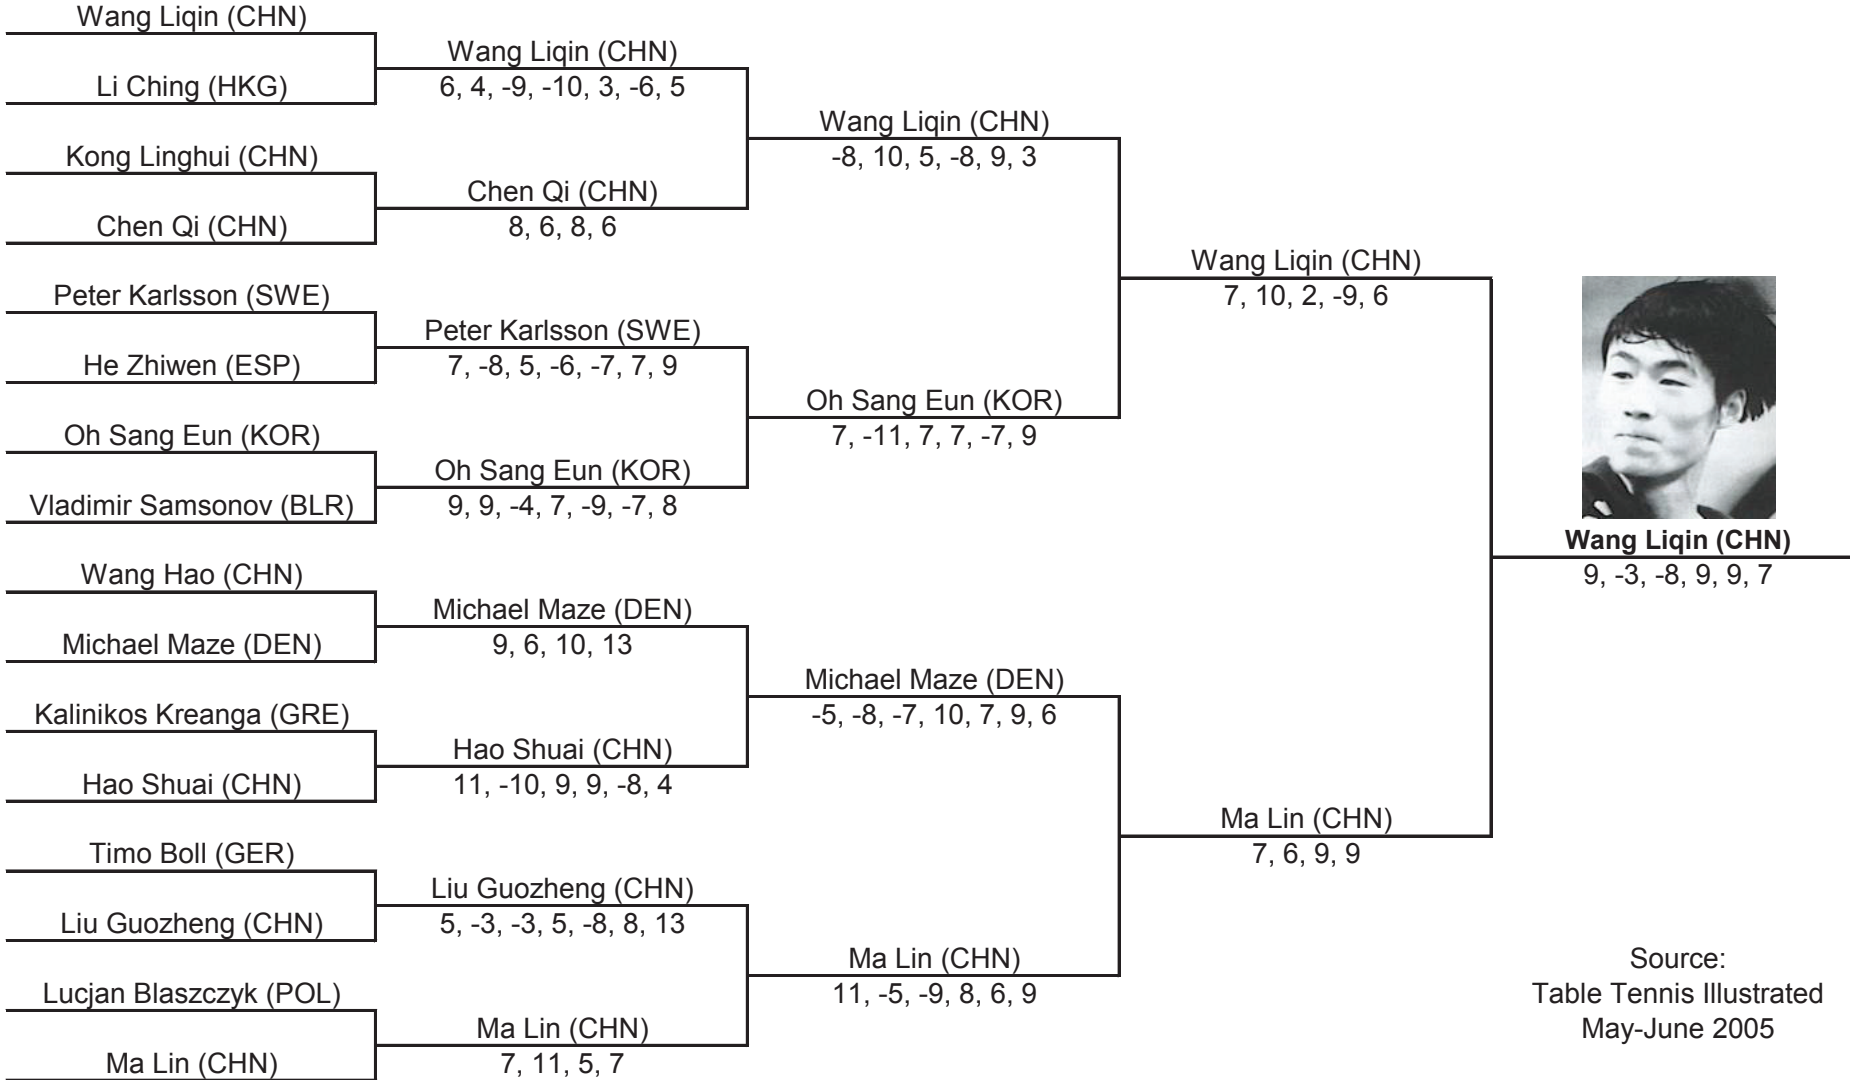 Wang Liqin (CHN)
Li Ching (HKG)
Kong Linghui (CHN)
Chen Qi (CHN)
Peter Karlsson (SWE)
He Zhiwen (ESP)
Oh Sang Eun (KOR)
Vladimir Samsonov (BLR)
Wang Hao (CHN)
Michael Maze (DEN)
Kalinikos Kreanga (GRE)
Hao Shuai (CHN)
Timo Boll (GER)
Liu Guozheng (CHN)
Lucjan Blaszczyk (POL)
Ma Lin (CHN)
Wang Liqin (CHN)
6, 4, -9, -10, 3, -6, 5
Chen Qi (CHN)
8, 6, 8, 6
Peter Karlsson (SWE)
7, -8, 5, -6, -7, 7, 9
Oh Sang Eun (KOR)
9, 9, -4, 7, -9, -7, 8
Michael Maze (DEN)
9, 6, 10, 13
Hao Shuai (CHN)
11, -10, 9, 9, -8, 4
Liu Guozheng (CHN)
5, -3, -3, 5, -8, 8, 13
Ma Lin (CHN)
7, 11, 5, 7
Wang Liqin (CHN)
-8, 10, 5, -8, 9, 3
Oh Sang Eun (KOR)
7, -11, 7, 7, -7, 9
Michael Maze (DEN)
-5, -8, -7, 10, 7, 9, 6
Ma Lin (CHN)
11, -5, -9, 8, 6, 9
Wang Liqin (CHN)
7, 10, 2, -9, 6
Ma Lin (CHN)
7, 6, 9, 9
Wang Liqin (CHN)
9, -3, -8, 9, 9, 7
Source:
Table Tennis Illustrated
May-June 2005